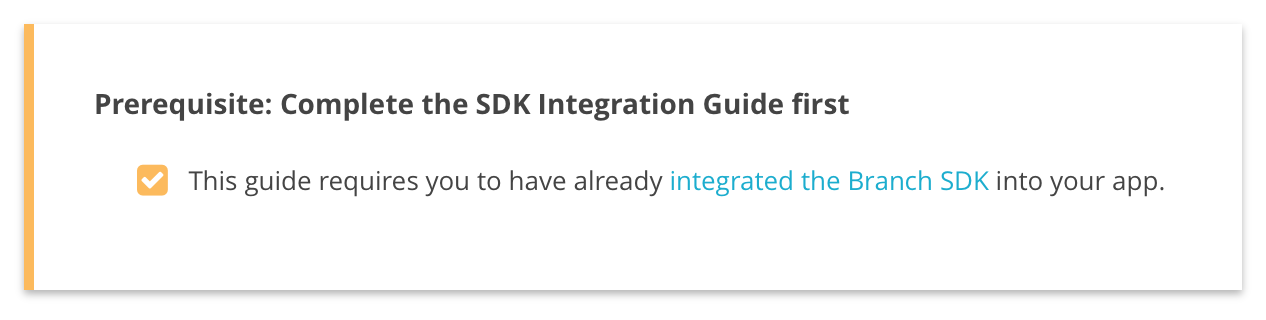 Prerequisite: Complete the SDK Integration Guide first
This guide requires you to have already integrated the Branch SDK into your app.